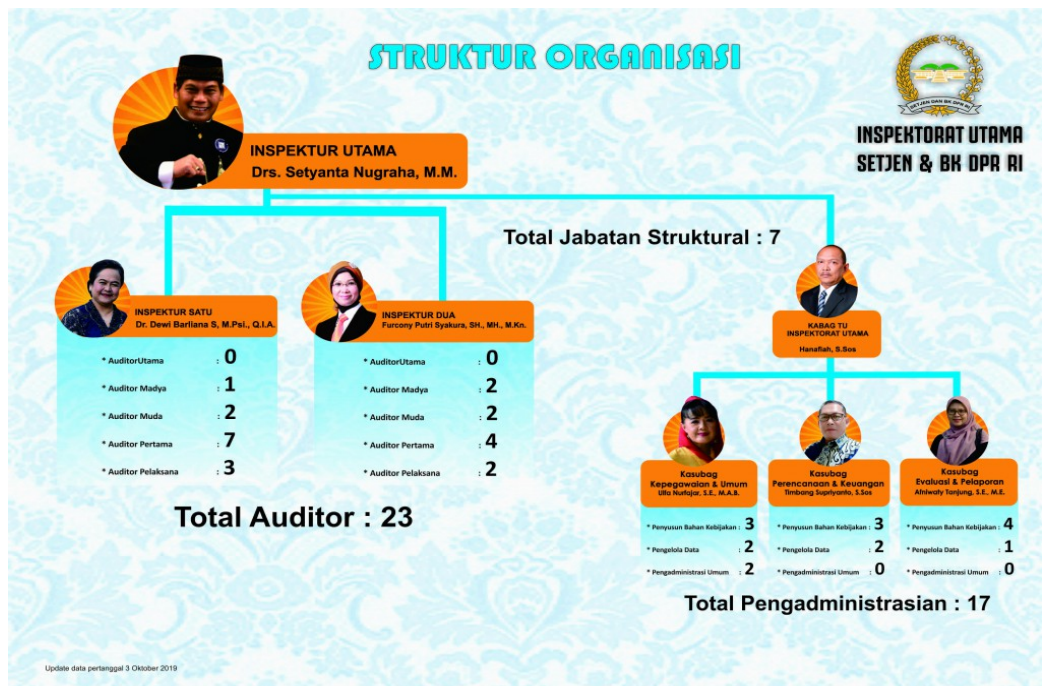 STRUKTUR ORGANISASI
SETJEN DAN BK DPR RI
INSPEKTORAT UTAMA
SETJEN & BK DPR RI
INSPEKTUR UTAMA
Drs. Setyanta Nugraha, M.M.
Total Jabatan Struktural : 7
INSPEKTUR SATU
Dr. Dewi Barliana S, M.Psi., Q.I.A.
* AuditorUtama : 0
* Auditor Madya : 1
* Auditor Muda : 2
* Auditor Pertama : 7
* Auditor Pelaksana : 3
INSPEKTUR DUA
Furcony Putri Syakura, SH., MH., M.Kn.
* AuditorUtama : 0
* Auditor Madya : 2
* Auditor Muda : 2
* Auditor Pertama : 4
* Auditor Pelaksana : 2
Total Auditor : 23
KABAG TU
INSPEKTORAT UTAMA
Hanafiah, S.Sos
Kasubag
Kepegawaian & Umum
Ulfa Nurfajar, S.E., M.A.B.
* Penyusun Bahan Kebijakan : 3
* Pengelola Data : 2
* Pengadministrasi Umum : 2
Kasubag
Perencanaan & Keuangan
Timbang Supriyanto, S.Sos
* Penyusun Bahan Kebijakan : 3
* Pengelola Data : 2
* Pengadministrasi Umum : 0
Kasubag
Evaluasi & Pelaporan
Afniwaty Tanjung, S.E., M.E.
* Penyusun Bahan Kebijakan : 4
* Pengelola Data : 1
* Pengadministrasi Umum : 0
Total Pengadministrasian : 17
Update data pertanggal 3 Oktober 2019